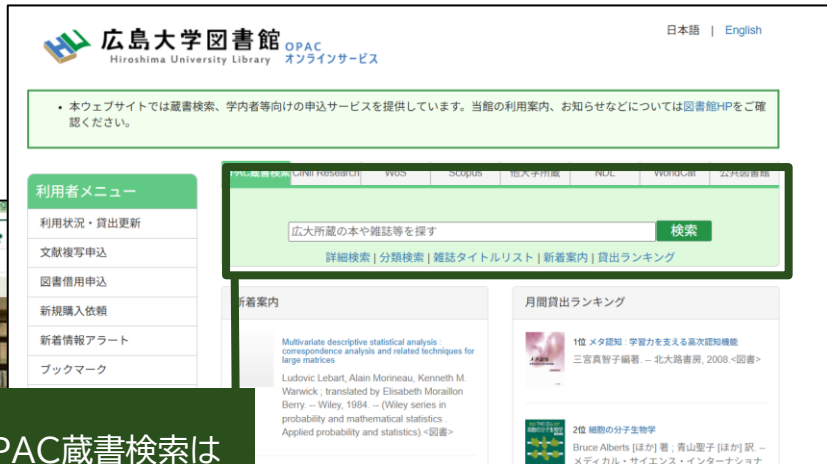 広島大学図書館 OPAC
Hiroshima University Library オンラインサービス
日本語 | English
・本ウェブサイトでは蔵書検索、学内者等向けの申込サービスを提供しています。当館の利用案内、お知らせなどについては図書館HPをご確
認ください。
利用者メニュー
利用状況・貸出更新
文献複写申込
図書借用申込
新規購入依頼
新着情報アラート
ブックマーク
OPAC蔵書検索 CiNii Research WoS Scopus 他大学所蔵 NDL WorldCat 公共図書館
広大所蔵の本や雑誌等を探す 検索
詳細検索 | 分類検索 | 雑誌タイトルリスト | 新着案内 | 貸出ランキング
新着案内
Multivariate descriptive statistical analysis :
correspondence analysis and related techniques for
large matrices
Ludovic Lebart, Alain Morineau, Kenneth M.
Warwick ; translated by Elisabeth Moraillon
Berry. -- Wiley, 1984. -- (Wiley series in
probability and mathematical statistics .
Applied probability and statistics).<図書>
月間貸出ランキング
1位 メタ認知 : 学習力を支える高次認知機能
三宮真智子編著. -- 北大路書房, 2008.<図書>
2位 細胞の分子生物学
Bruce Alberts [ほか] 著 ; 青山聖子 [ほか] 訳. --
メディカル・サイエンス・インターナショナ
PAC蔵書検索は